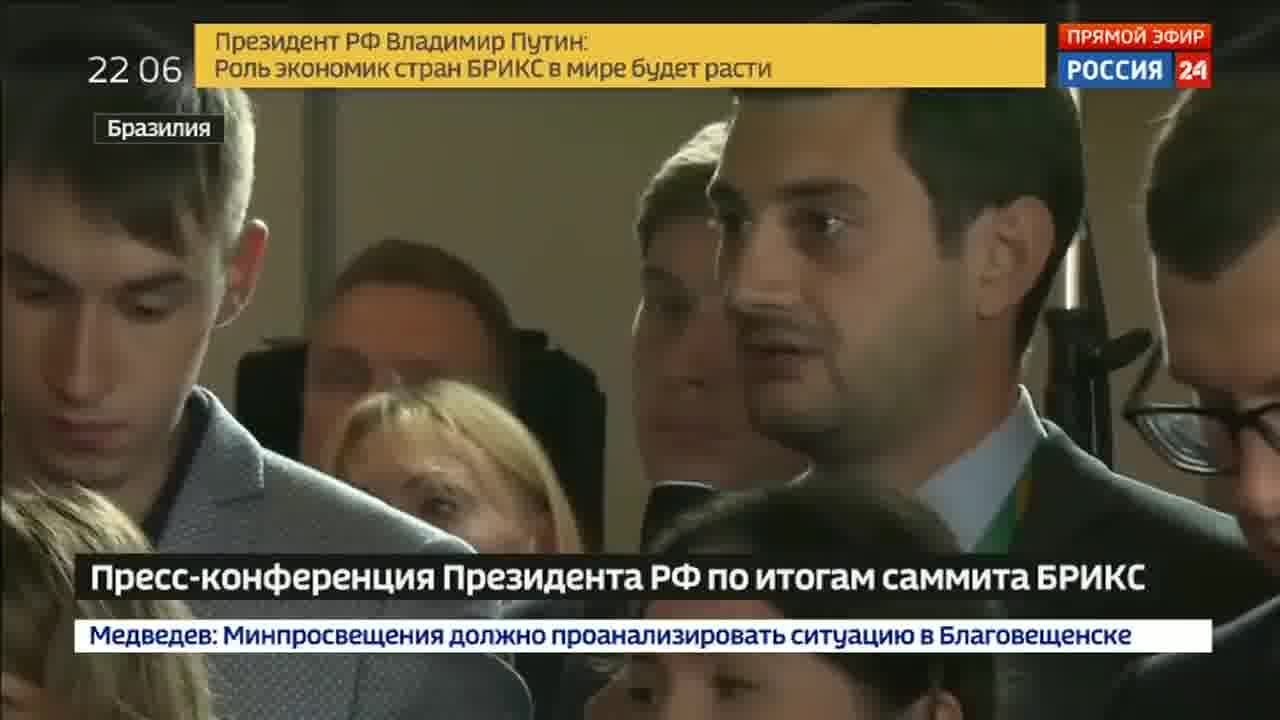 22 06
Президент РФ Владимир Путин:
Роль экономик стран БРИКС в мире будет расти
ПРЯМОЙ ЭФИР
РОССИЯ 24
Бразилия
Пресс-конференция Президента РФ по итогам саммита БРИКС
Медведев: Минпросвещения должно проанализировать ситуацию в Благовещенске